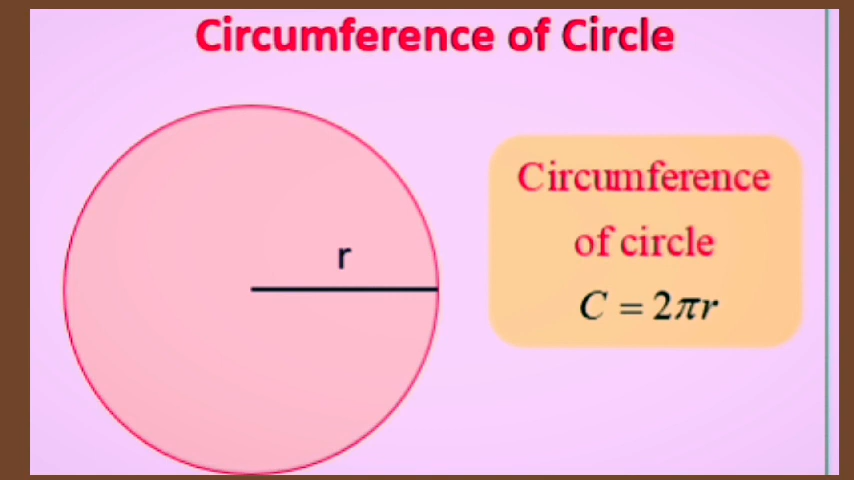 Circumference of Circle
r
Circumference
of circle
C = 2πr